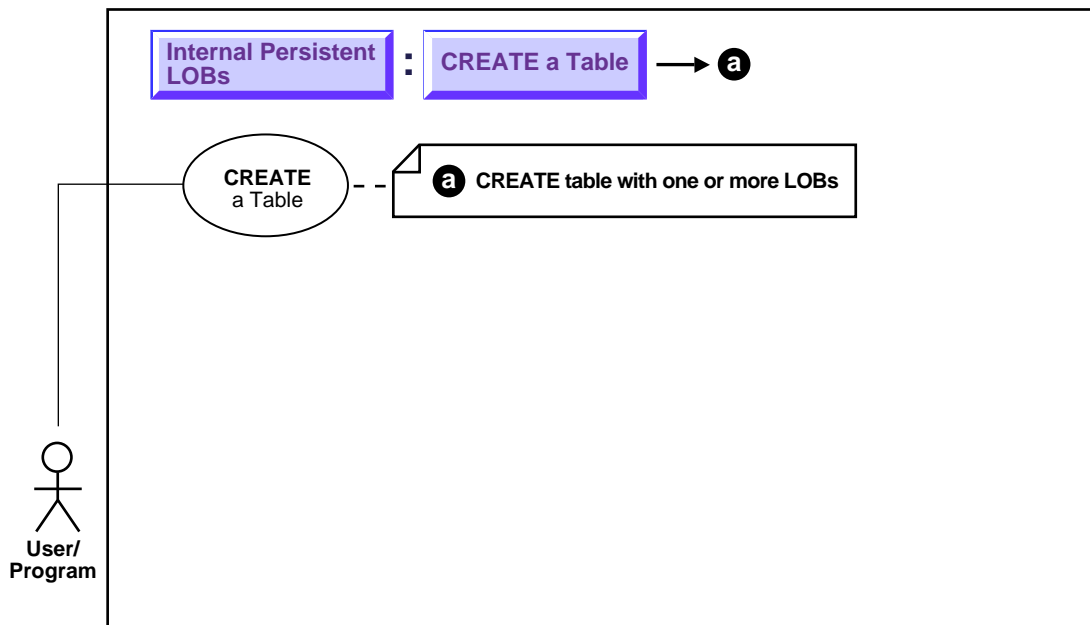 Internal Persistent
LOBs
:
CREATE a Table
a
CREATE
a Table
a CREATE table with one or more LOBs
User/
Program